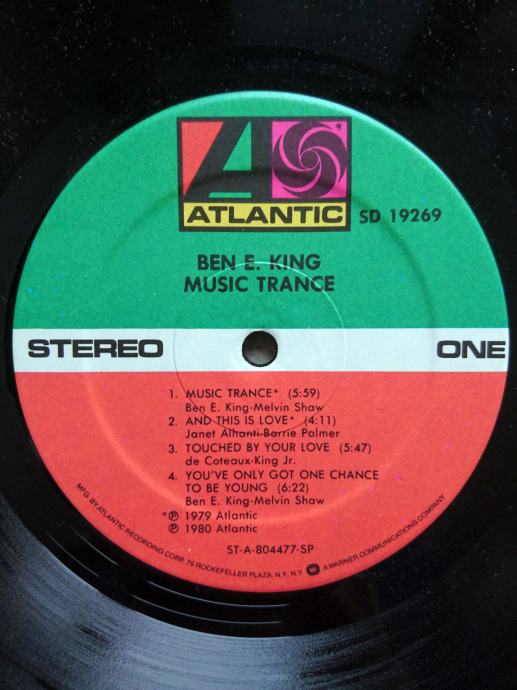 ATLANTIC SD 19269
BEN E. KING
MUSIC TRANCE
STEREO ONE
1. MUSIC TRANCE* (5:59)
Ben E. King-Melvin Shaw
2. AND THIS IS LOVE* (4:11)
Janet Alhanti-Barrie Palmer
3. TOUCHED BY YOUR LOVE (5:47)
de Coteaux-King Jr.
4. YOU'VE ONLY GOT ONE CHANCE
TO BE YOUNG (6:22)
Ben E. King-Melvin Shaw
*℗ 1979 Atlantic
℗ 1980 Atlantic
ST-A-804477-SP
MFG. BY ATLANTIC RECORDING CORP. 75 ROCKEFELLER PLAZA. N.Y., N.Y. W A WARNER COMMUNICATIONS COMPANY